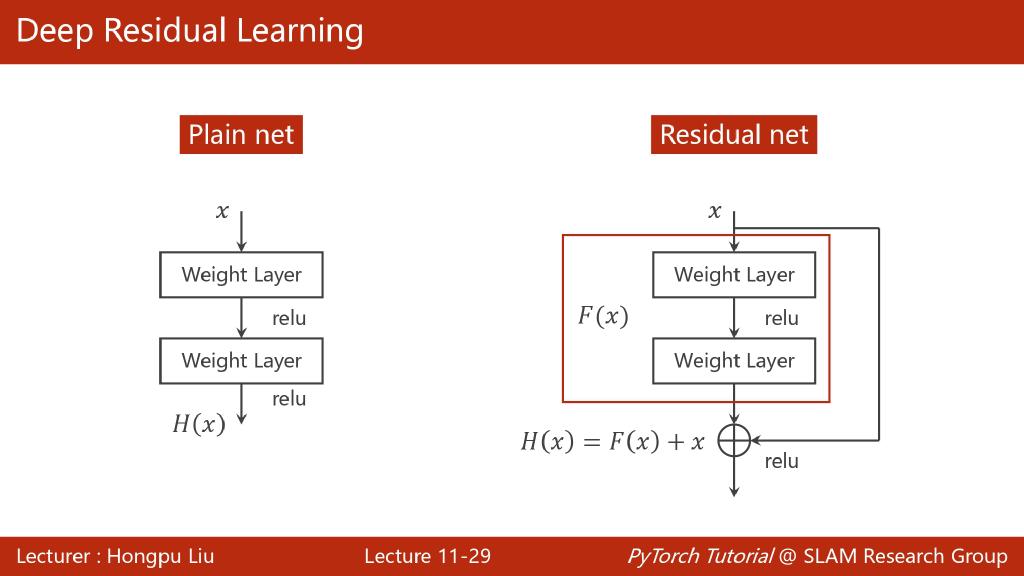 Deep Residual Learning
Plain net
x
Weight Layer
relu
Weight Layer
relu
H(x)
Residual net
x
Weight Layer
F(x)
relu
Weight Layer
H(x) = F(x) + x
relu
Lecturer : Hongpu Liu
Lecture 11-29
PyTorch Tutorial @ SLAM Research Group